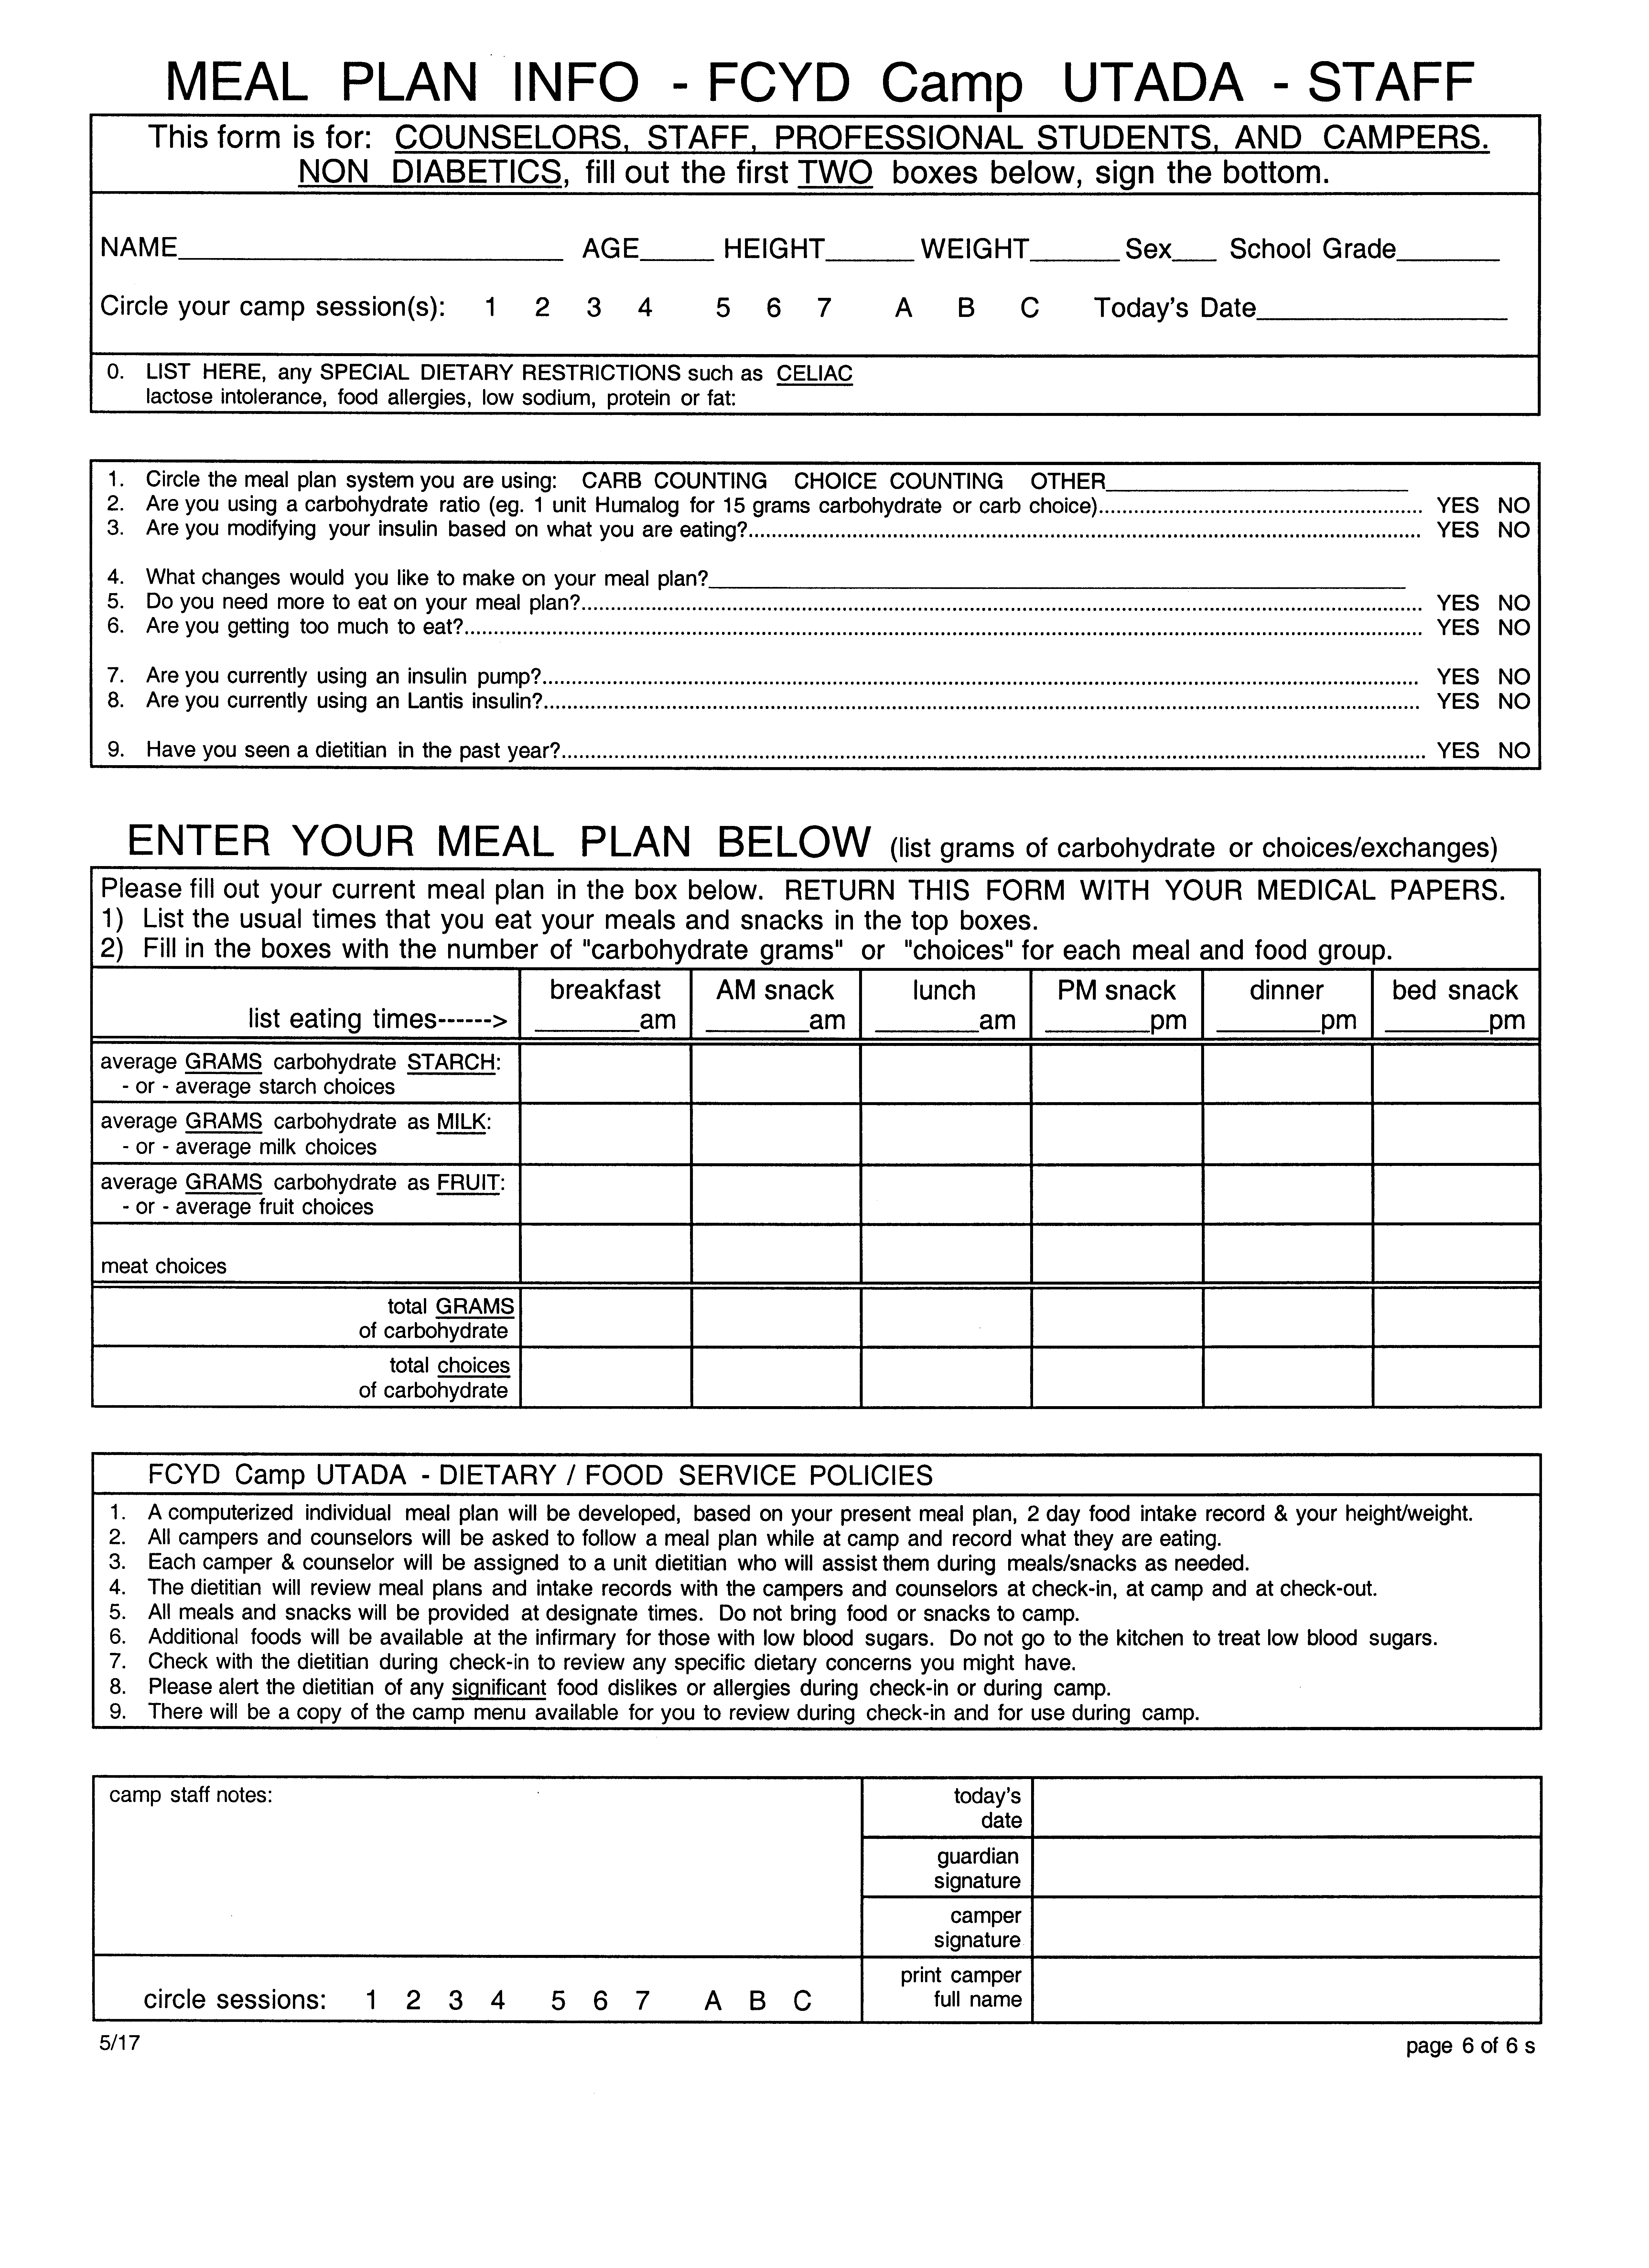 MEAL PLAN INFO - FCYD Camp UTADA - STAFF
This form is for: COUNSELORS, STAFF, PROFESSIONAL STUDENTS, AND CAMPERS.
NON DIABETICS, fill out the first TWO boxes below, sign the bottom.
NAME__________________________ AGE_____ HEIGHT______ WEIGHT______ Sex___ School Grade_______
Circle your camp session(s): 1 2 3 4 5 6 7 A B C Today's Date_________________
0. LIST HERE, any SPECIAL DIETARY RESTRICTIONS such as CELIAC
lactose intolerance, food allergies, low sodium, protein or fat:
1. Circle the meal plan system you are using: CARB COUNTING CHOICE COUNTING OTHER_________________________
2. Are you using a carbohydrate ratio (eg. 1 unit Humalog for 15 grams carbohydrate or carb choice)........ YES NO
3. Are you modifying your insulin based on what you are eating?........ YES NO
4. What changes would you like to make on your meal plan?_________________________
5. Do you need more to eat on your meal plan?........ YES NO
6. Are you getting too much to eat?........ YES NO
7. Are you currently using an insulin pump?........ YES NO
8. Are you currently using an Lantis insulin?........ YES NO
9. Have you seen a dietitian in the past year?........ YES NO
ENTER YOUR MEAL PLAN BELOW (list grams of carbohydrate or choices/exchanges)
Please fill out your current meal plan in the box below. RETURN THIS FORM WITH YOUR MEDICAL PAPERS.
1) List the usual times that you eat your meals and snacks in the top boxes.
2) Fill in the boxes with the number of "carbohydrate grams" or "choices" for each meal and food group.
breakfast AM snack lunch PM snack dinner bed snack
list eating times------> _______am _______am _______am _______pm _______pm _______pm
average GRAMS carbohydrate STARCH:
- or - average starch choices
average GRAMS carbohydrate as MILK:
- or - average milk choices
average GRAMS carbohydrate as FRUIT:
- or - average fruit choices
meat choices
total GRAMS
of carbohydrate
total choices
of carbohydrate
FCYD Camp UTADA - DIETARY / FOOD SERVICE POLICIES
1. A computerized individual meal plan will be developed, based on your present meal plan, 2 day food intake record & your height/weight.
2. All campers and counselors will be asked to follow a meal plan while at camp and record what they are eating.
3. Each camper & counselor will be assigned to a unit dietitian who will assist them during meals/snacks as needed.
4. The dietitian will review meal plans and intake records with the campers and counselors at check-in, at camp and at check-out.
5. All meals and snacks will be provided at designate times. Do not bring food or snacks to camp.
6. Additional foods will be available at the infirmary for those with low blood sugars. Do not go to the kitchen to treat low blood sugars.
7. Check with the dietitian during check-in to review any specific dietary concerns you might have.
8. Please alert the dietitian of any significant food dislikes or allergies during check-in or during camp.
9. There will be a copy of the camp menu available for you to review during check-in and for use during camp.
camp staff notes:
today's
date
guardian
signature
camper
signature
print camper
full name
circle sessions: 1 2 3 4 5 6 7 A B C
5/17
page 6 of 6 s